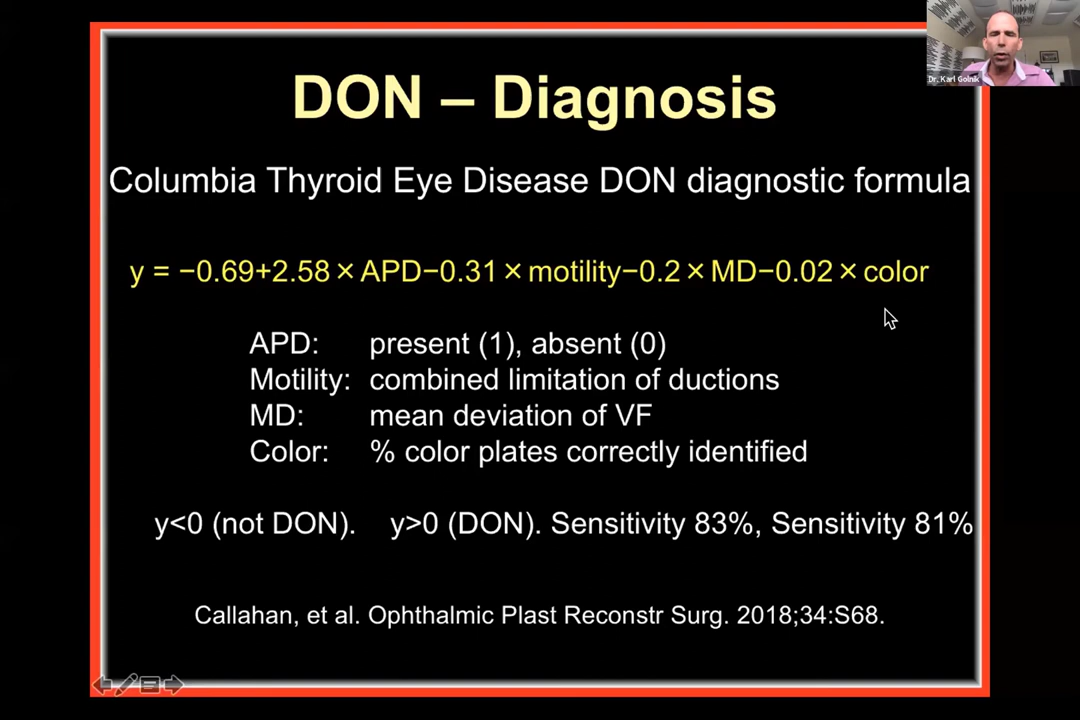 Dr. Karl Golnik
DON – Diagnosis
Columbia Thyroid Eye Disease DON diagnostic formula
y = −0.69+2.58 × APD−0.31 × motility−0.2 × MD−0.02 × color
APD: present (1), absent (0)
Motility: combined limitation of ductions
MD: mean deviation of VF
Color: % color plates correctly identified
y<0 (not DON). y>0 (DON). Sensitivity 83%, Sensitivity 81%
Callahan, et al. Ophthalmic Plast Reconstr Surg. 2018;34:S68.